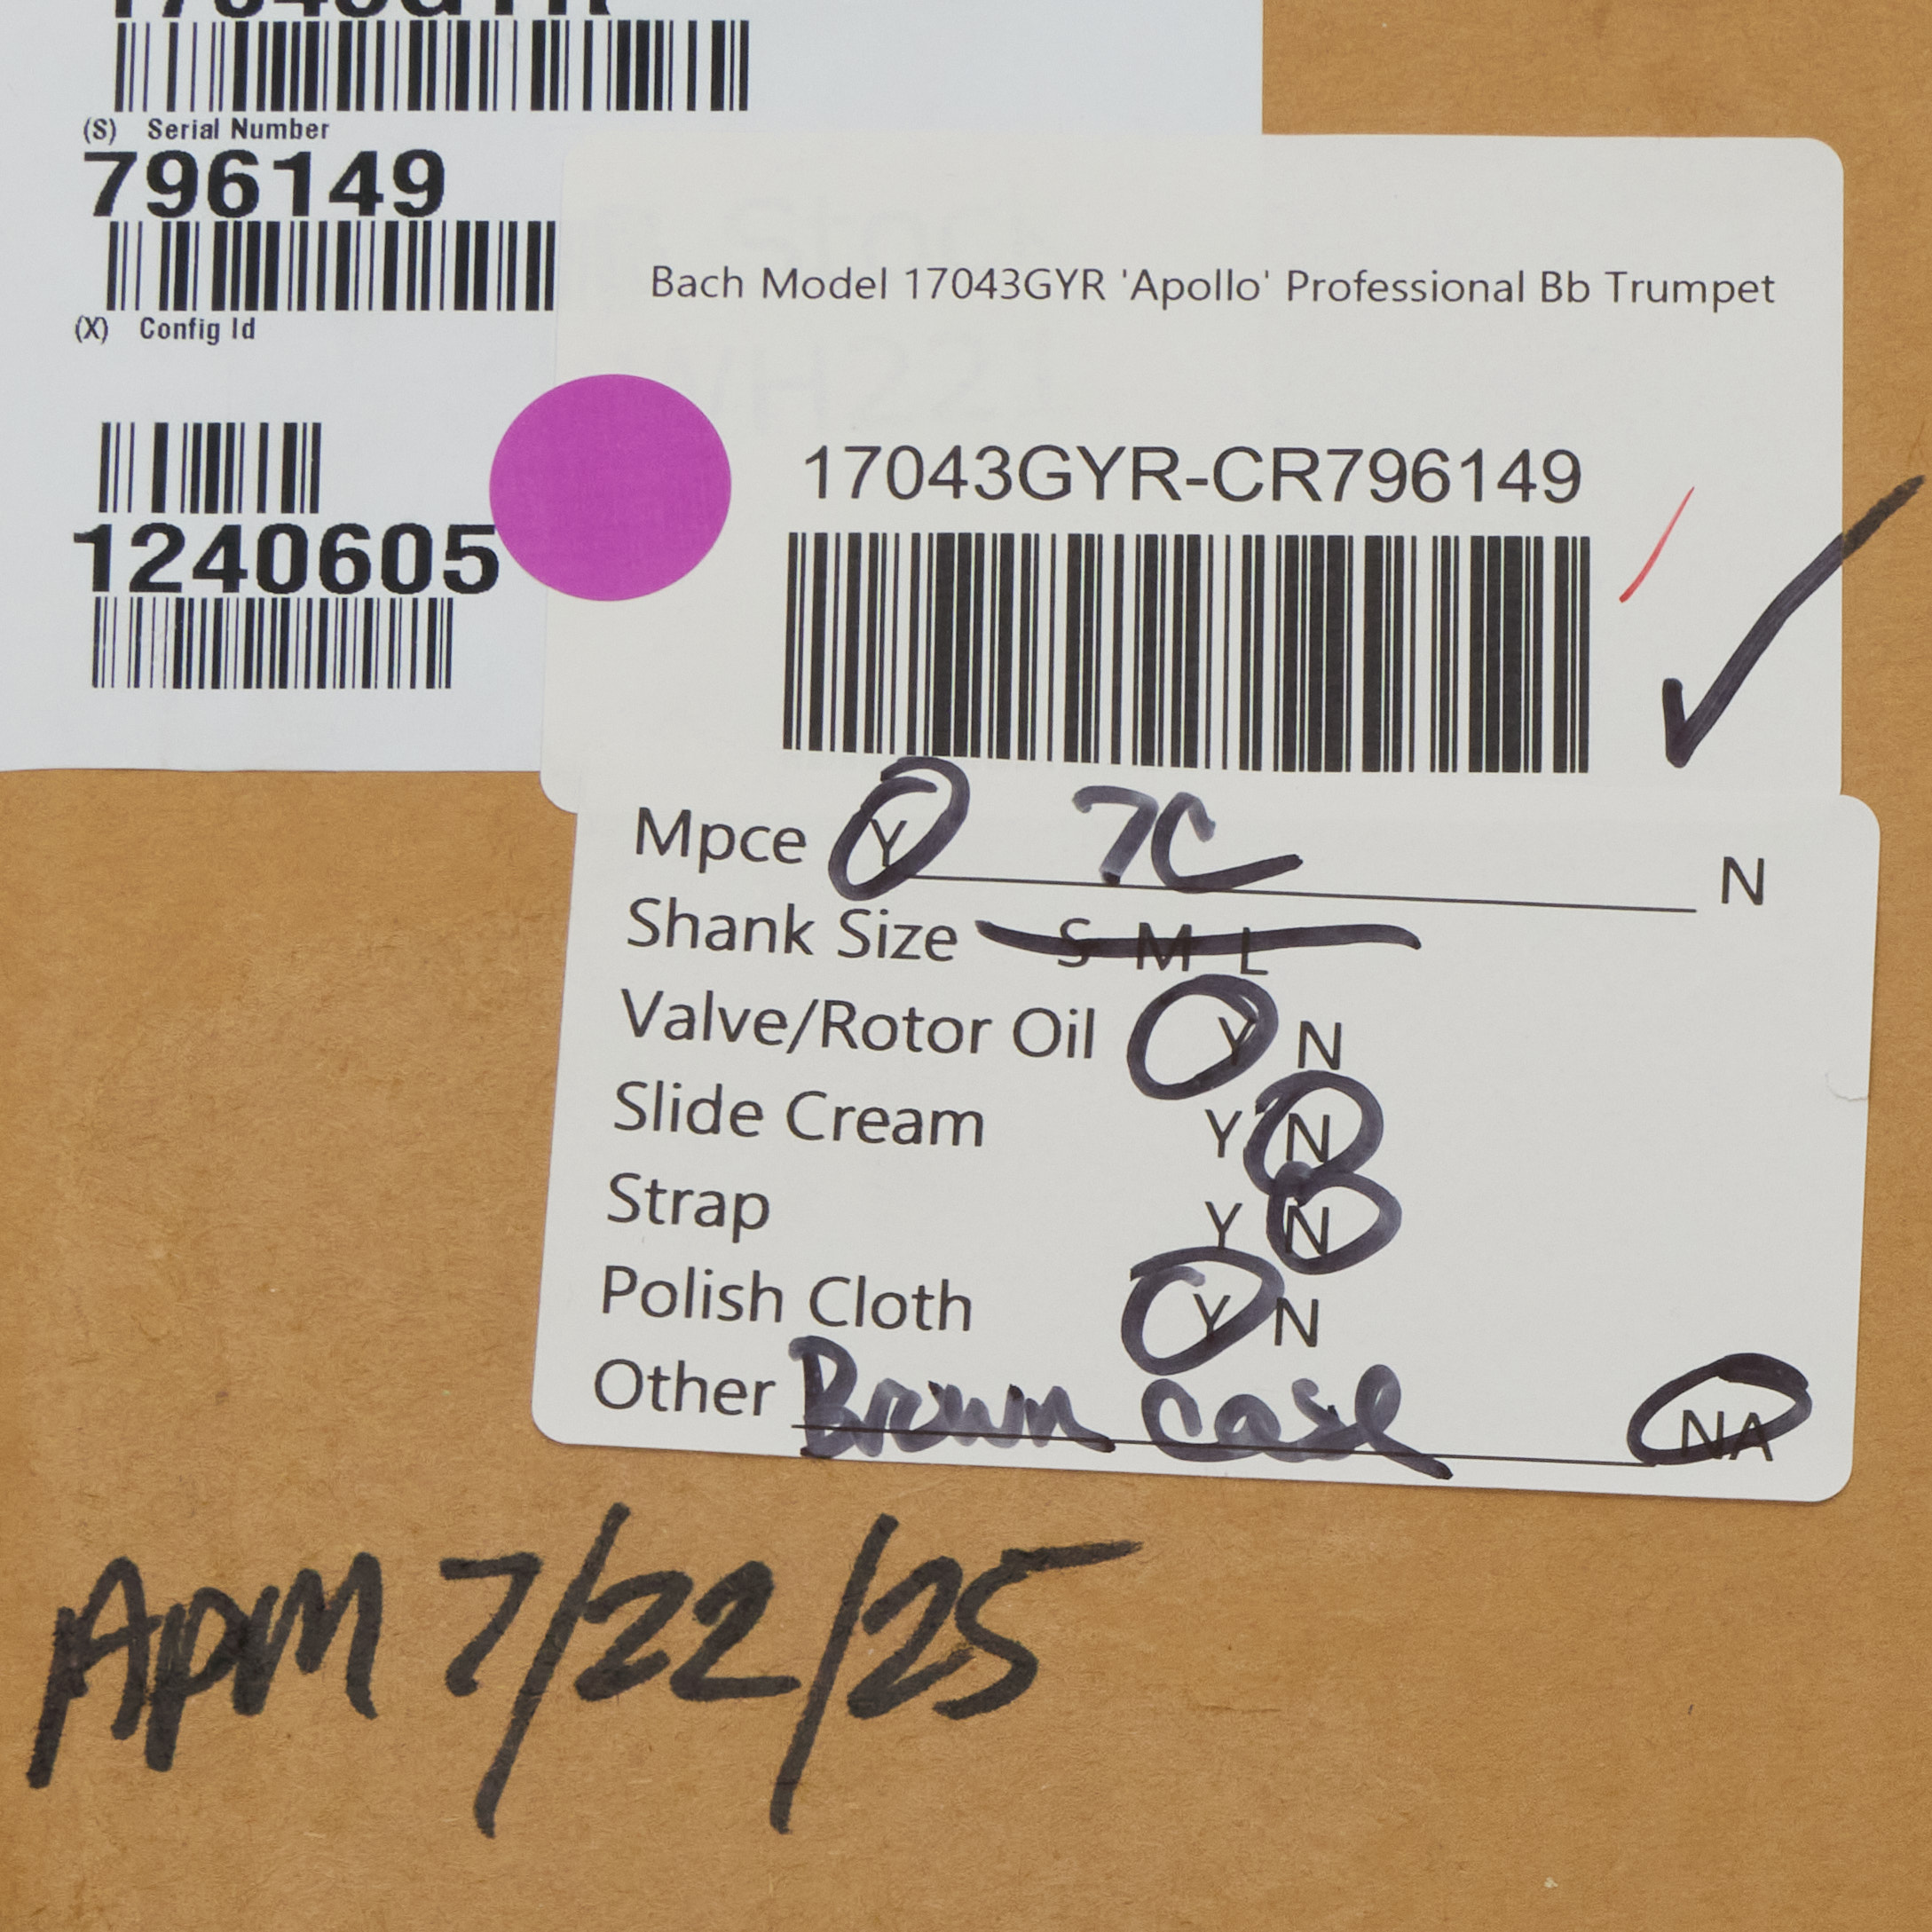 17043GYR
(S) Serial Number
796149
(X) Config Id
1240605
Bach Model 17043GYR 'Apollo' Professional Bb Trumpet
17043GYR-CR796149
Mpce Y 7C N
Shank Size S M L
Valve/Rotor Oil Y N
Slide Cream Y N
Strap Y N
Polish Cloth Y N
Other Brown case NA
APM 7/22/25